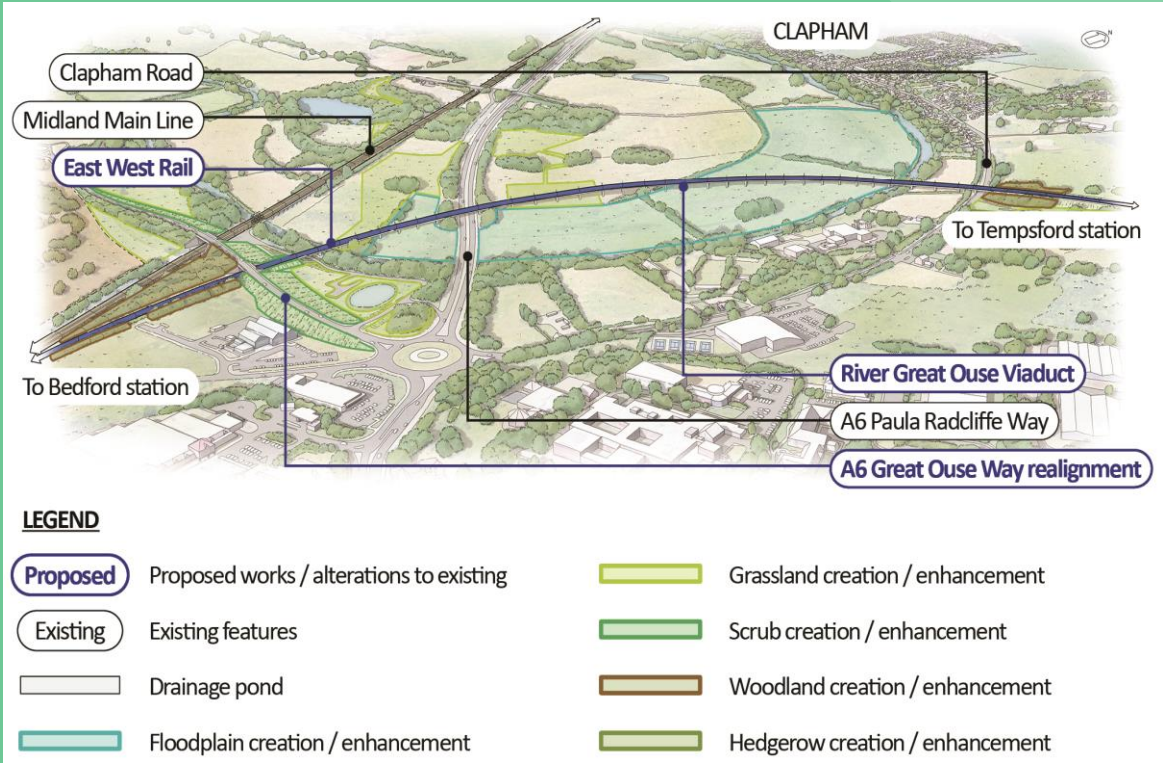 CLAPHAM
N
Clapham Road
Midland Main Line
East West Rail
To Tempsford station
To Bedford station
River Great Ouse Viaduct
A6 Paula Radcliffe Way
A6 Great Ouse Way realignment
LEGEND
Proposed Proposed works / alterations to existing
Existing Existing features
Drainage pond
Floodplain creation / enhancement
Grassland creation / enhancement
Scrub creation / enhancement
Woodland creation / enhancement
Hedgerow creation / enhancement